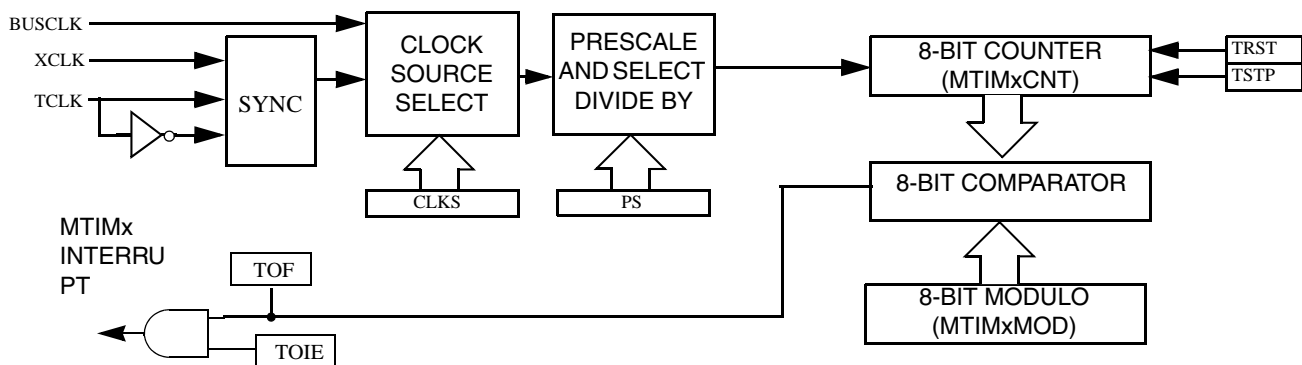 BUSCLK
XCLK
TCLK
SYNC
CLOCK
SOURCE
SELECT
CLKS
PRESCALE
AND SELECT
DIVIDE BY
PS
8-BIT COUNTER
(MTIMxCNT)
TRST
TSTP
8-BIT COMPARATOR
8-BIT MODULO
(MTIMxMOD)
MTIMx
INTERRU
PT
TOF
TOIE